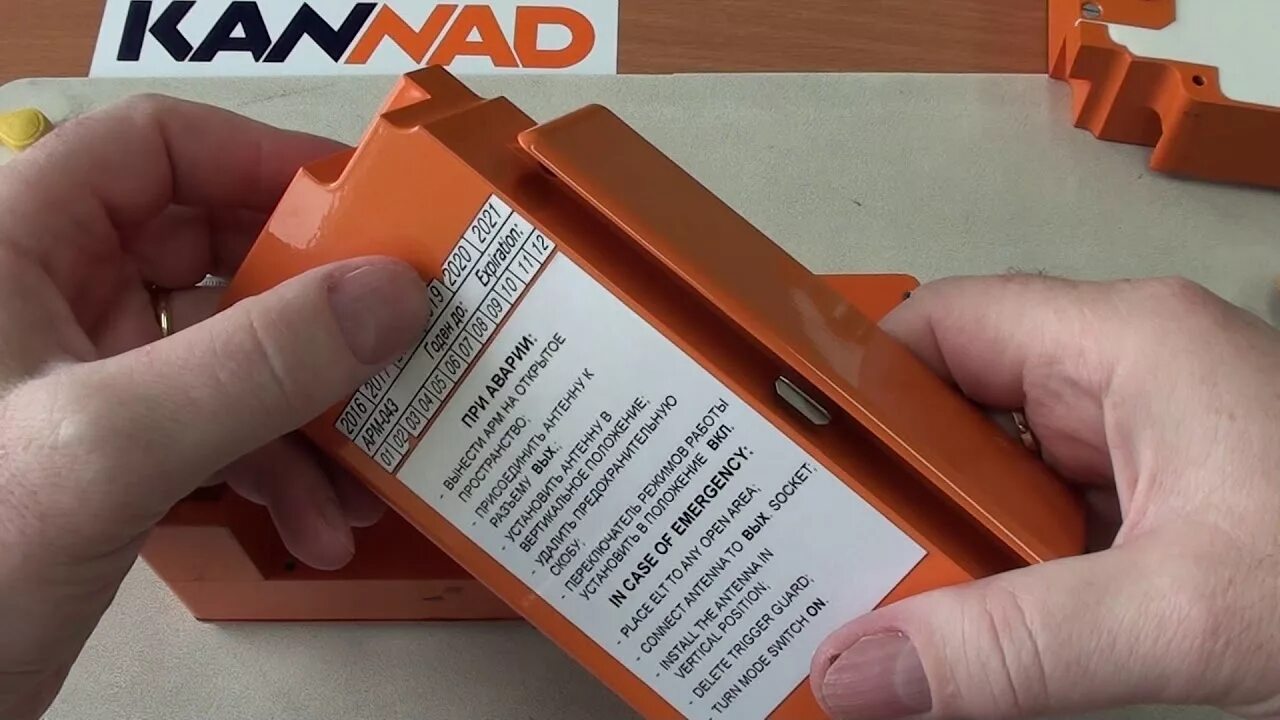 KANNAD
2016 2017 2019 2020 2021
АРМ-043 Годен до: Expiration:
01 02 03 04 05 06 07 08 09 10 11 12
ПРИ АВАРИИ:
- ВЫНЕСТИ АРМ НА ОТКРЫТОЕ
ПРОСТРАНСТВО;
- ПРИСОЕДИНИТЬ АНТЕННУ К
РАЗЪЕМУ ВЫХ.;
- УСТАНОВИТЬ АНТЕННУ В
ВЕРТИКАЛЬНОЕ ПОЛОЖЕНИЕ;
- УДАЛИТЬ ПРЕДОХРАНИТЕЛЬНУЮ
СКОБУ;
- ПЕРЕКЛЮЧАТЕЛЬ РЕЖИМОВ РАБОТЫ
УСТАНОВИТЬ В ПОЛОЖЕНИЕ ВКЛ.
IN CASE OF EMERGENCY:
- PLACE ELT TO ANY OPEN AREA;
- CONNECT ANTENNA TO ВЫХ. SOCKET;
- INSTALL THE ANTENNA IN
VERTICAL POSITION;
- DELETE TRIGGER GUARD;
- TURN MODE SWITCH ON.